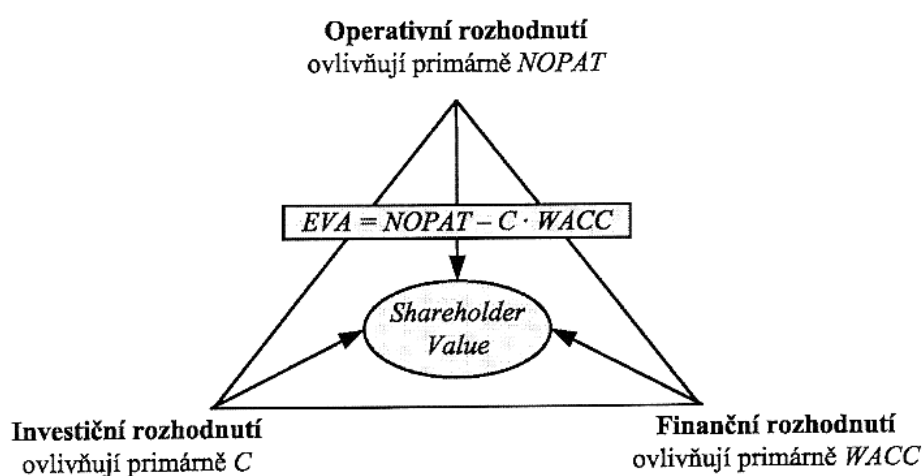 Operativní rozhodnutí
ovlivňují primárně NOPAT
EVA = NOPAT – C · WACC
Shareholder
Value
Investiční rozhodnutí
ovlivňují primárně C
Finanční rozhodnutí
ovlivňují primárně WACC